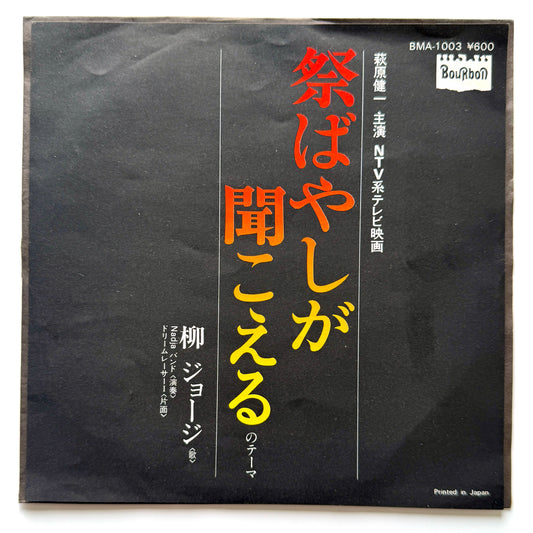 BMA-1003 ¥600
Bourbon
萩原健一 主演 NTV系テレビ映画
祭ばやしが
聞こえるのテーマ
柳 ジョージ〈歌〉
Nadjaバンド〈演奏〉
ドリームレーサーI〈片面〉
Printed in Japan